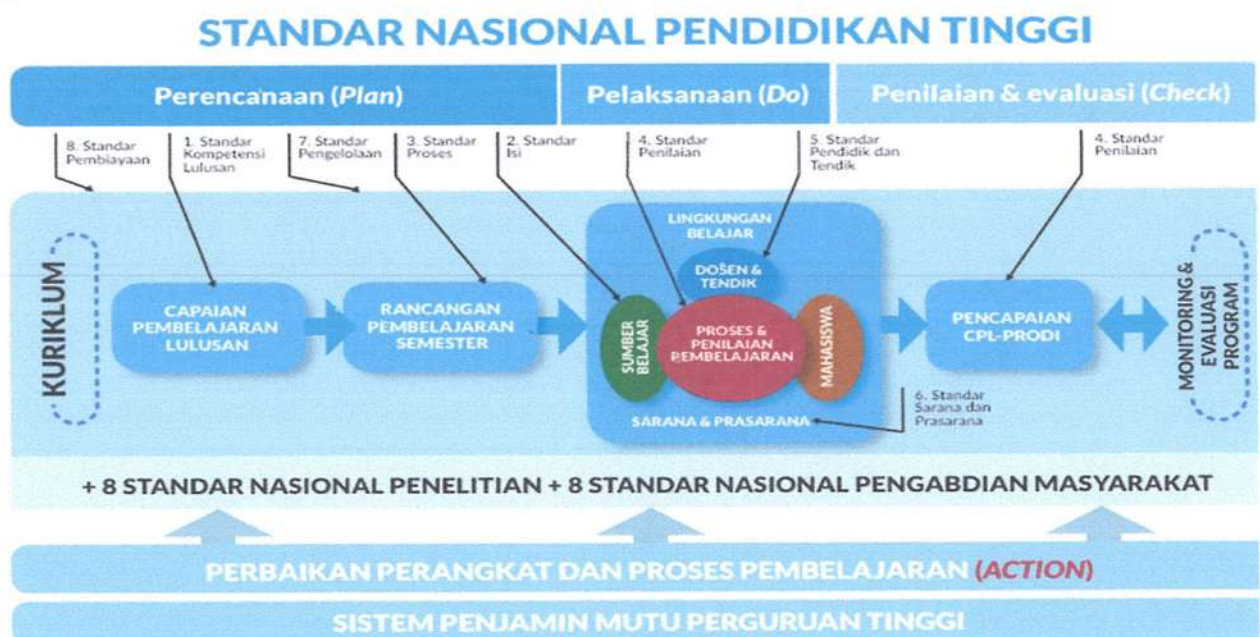 STANDAR NASIONAL PENDIDIKAN TINGGI
Perencanaan (Plan)
Pelaksanaan (Do)
Penilaian & evaluasi (Check)
8. Standar
Pembiayaan
1. Standar
Kompetensi
Lulusan
7. Standar
Pengelolaan
3. Standar
Proses
2. Standar
Isi
4. Standar
Penilaian
5. Standar
Pendidik dan
Tendik
4. Standar
Penilaian
KURIKLUM
CAPAIAN
PEMBELAJARAN
LULUSAN
RANCANGAN
PEMBELAJARAN
SEMESTER
LINGKUNGAN
BELAJAR
DOSEN &
TENDIK
SUMBER
BELAJAR
PROSES &
PENILAIAN
PEMBELAJARAN
MAHASISWA
SARANA & PRASARANA
PENCAPAIAN
CPL-PRODI
6. Standar
Sarana dan
Prasarana
MONITORING &
EVALUASI
PROGRAM
+ 8 STANDAR NASIONAL PENELITIAN + 8 STANDAR NASIONAL PENGABDIAN MASYARAKAT
PERBAIKAN PERANGKAT DAN PROSES PEMBELAJARAN (ACTION)
SISTEM PENJAMIN MUTU PERGURUAN TINGGI